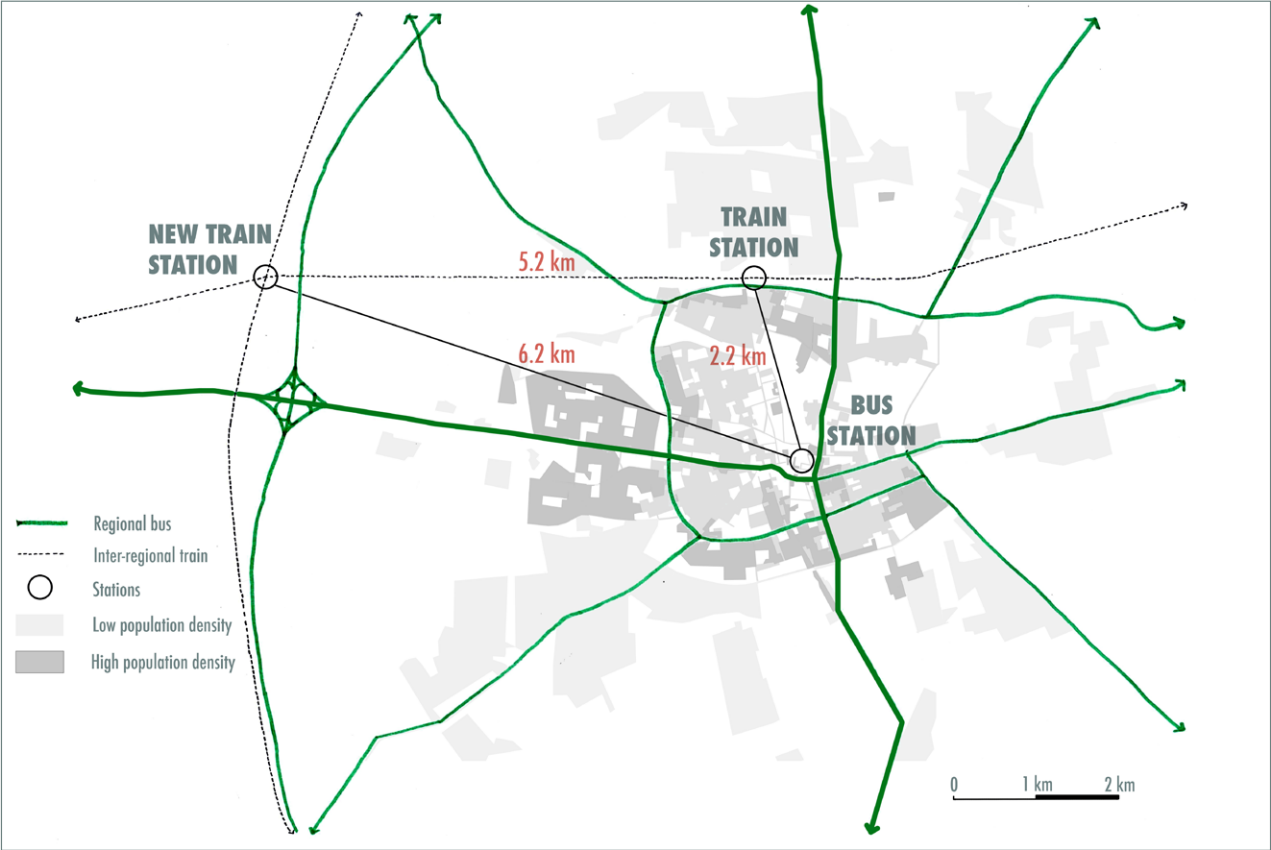 NEW TRAIN
STATION
TRAIN
STATION
5.2 km
6.2 km
2.2 km
BUS
STATION
Regional bus
Inter-regional train
Stations
Low population density
High population density
0 1 km 2 km